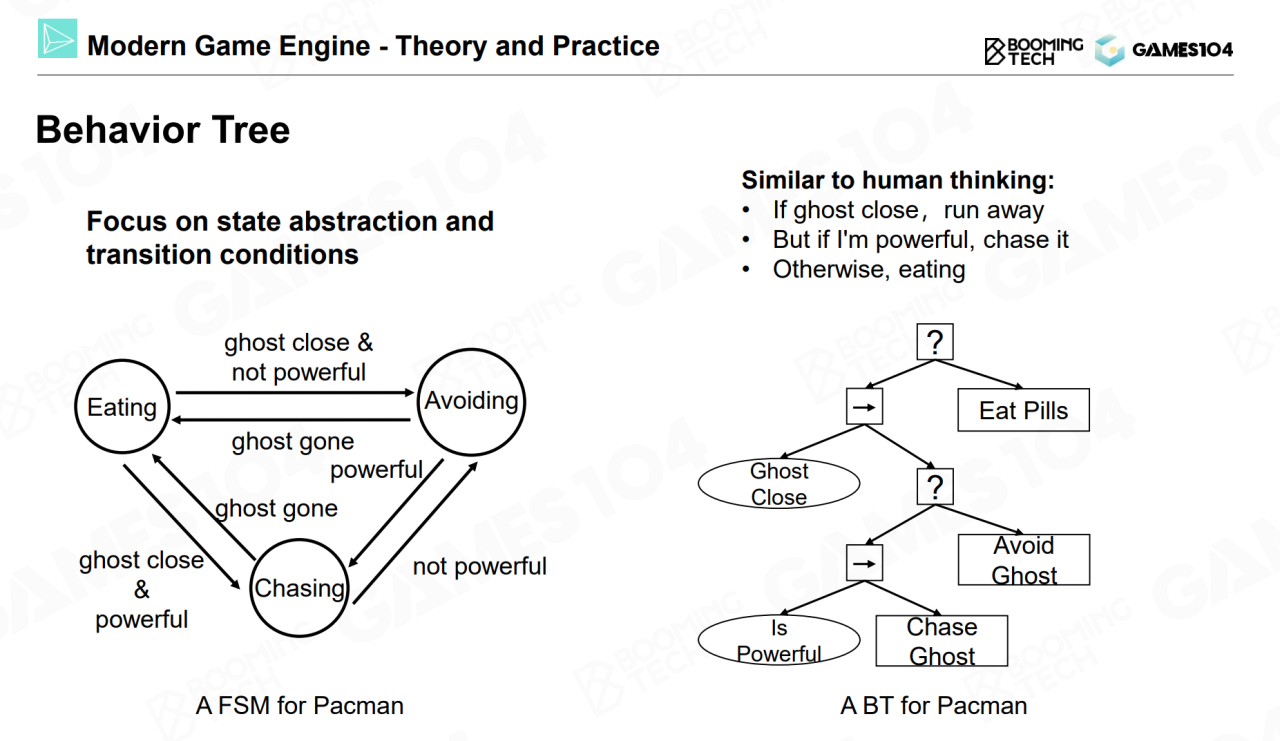 Modern Game Engine - Theory and Practice
BOOMING
TECH
GAMES104
Behavior Tree
Focus on state abstraction and
transition conditions
ghost close &
not powerful
Eating
Avoiding
ghost gone
powerful
ghost gone
ghost close
&
powerful
not powerful
Chasing
A FSM for Pacman
Similar to human thinking:
• If ghost close，run away
• But if I'm powerful, chase it
• Otherwise, eating
?
→
Eat Pills
Ghost
Close
?
→
Avoid
Ghost
Is
Powerful
Chase
Ghost
A BT for Pacman